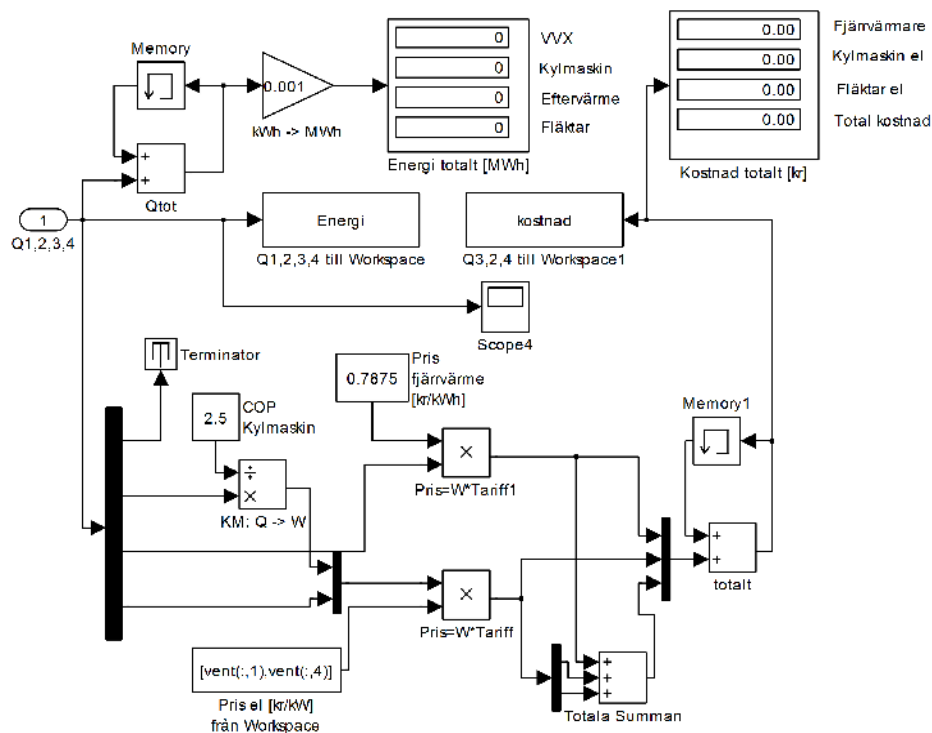 Memory
+
+
Qtot
0.001
kWh -> MWh
0
0
0
0
VVX
Kylmaskin
Eftervärme
Fläktar
Energi totalt [MWh]
0.00
0.00
0.00
0.00
Fjänvärmare
Kylmaskin el
Fläktar el
Total kostnad
Kostnad totalt [kr]
1
Q1,2,3,4
Energi
Q1,2,3,4 till Workspace
kostnad
Q3,2,4 till Workspace1
Scope4
Terminator
2.5
COP
Kylmaskin
÷
×
KM: Q -> W
0.7875
Pris
fjärrvärme
[kr/kWh]
×
Pris=W*Tariff1
×
Pris=W*Tariff
[vent(:,1),vent(:,4)]
Pris el [kr/kW]
från Workspace
+
+
+
Totala Summan
Memory1
+
+
totalt